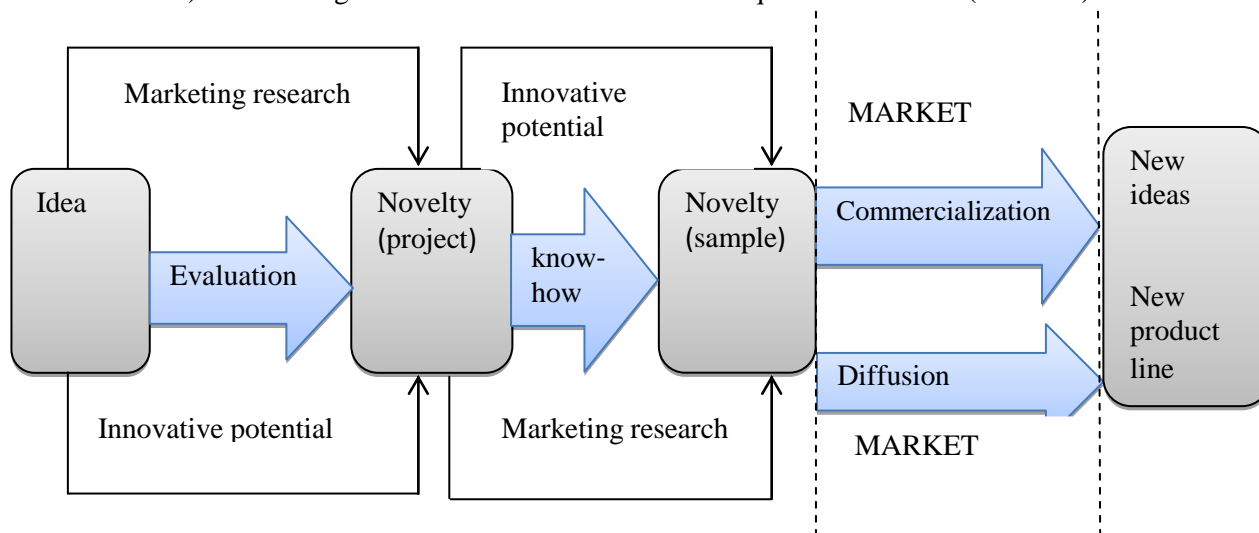 Marketing research
Innovative
potential
MARKET
Idea
Evaluation
Novelty
(project)
know-
how
Novelty
(sample)
Commercialization
Diffusion
New
ideas
New
product
line
Innovative potential
Marketing research
MARKET